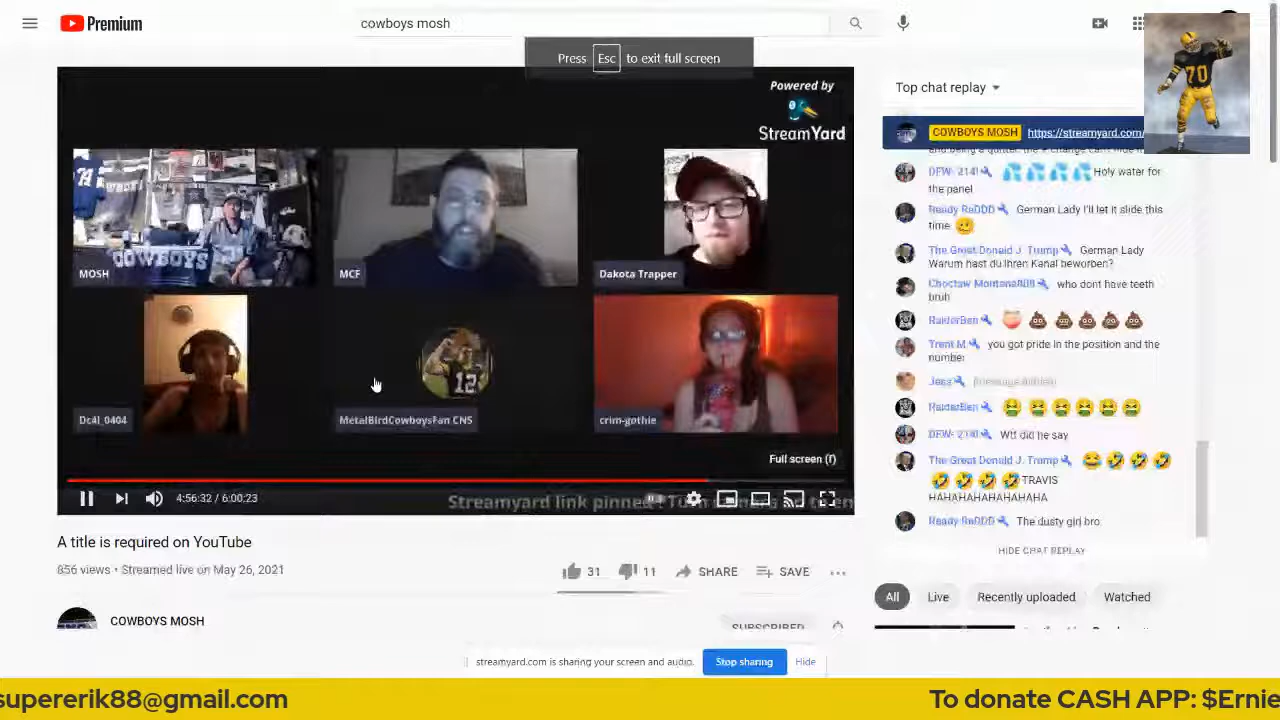 Premium
cowboys mosh
Press Esc to exit full screen
Powered by
StreamYard
COWBOYS
MOSH
MCF
Dakota Trapper
Dc4l_0404
12
MetalBirdCowboysFan CNS
crim-gothie
Full screen (f)
4:56:32 / 6:00:23
Streamyard link pinned!
A title is required on YouTube
856 views • Streamed live on May 26, 2021
31
11
SHARE
SAVE
COWBOYS MOSH
SUBSCRIBED
Top chat replay
70
COWBOYS MOSH https://streamyard.com/
DFW- 214! 💦 💦 💦 💦 Holy water for
the panel
Ready ReDDD German Lady I'll let it slide this
time 🥴
The Great Donald J. Trump German Lady
Warum hast du Ihren Kanal beworben?
who dont have teeth
bruh
RaiderBen 🍑 💩 💩 💩 💩 💩
Trent M. you got pride in the position and the
number
Jess
RaiderBen 🤮 🤮 🤮 🤮 🤮 🤮
DFW- 214! Wtf did he say
The Great Donald J. Trump 😂 🤣 🤣 🤣
🤣 🤣 🤣 🤣 TRAVIS
HAHAHAHAHAHAHA
Ready ReDDD The dusty girl bro
HIDE CHAT REPLAY
All
Live
Recently uploaded
Watched
streamyard.com is sharing your screen and audio.
Stop sharing
Hide
supererik88@gmail.com
To donate CASH APP: $Ernie